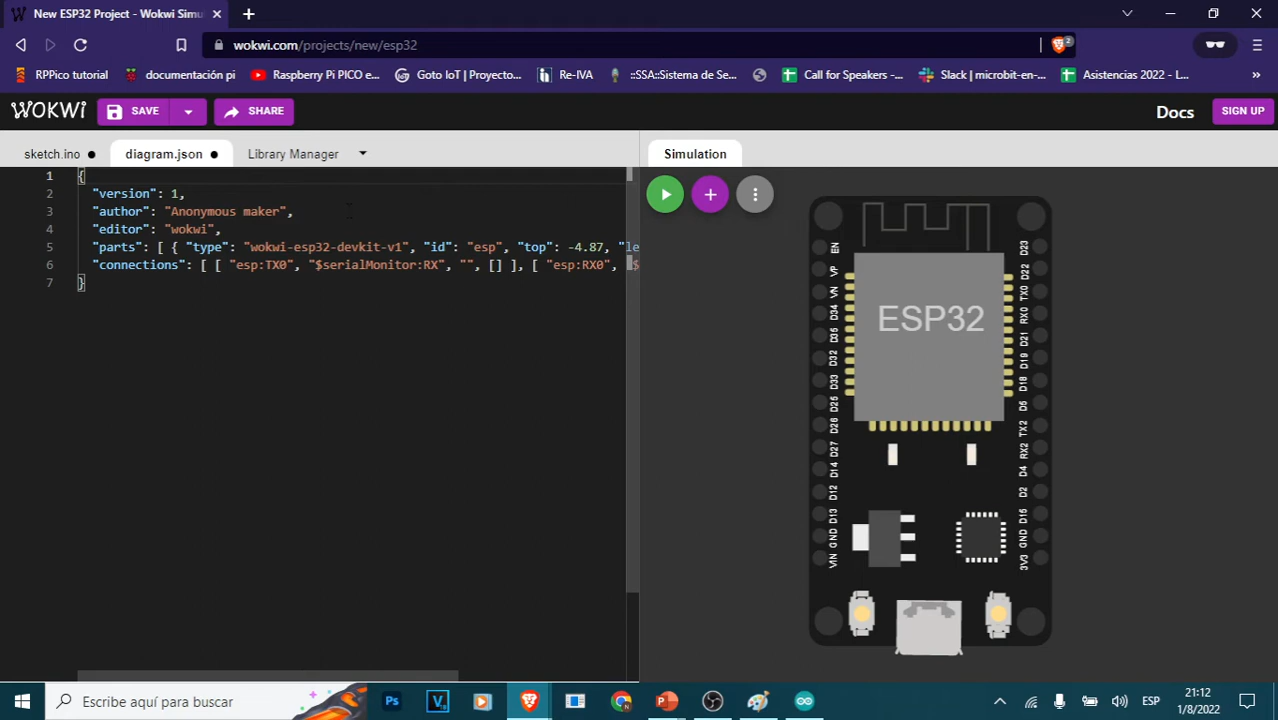 New ESP32 Project - Wokwi Simu
wokwi.com/projects/new/esp32
2
RPPico tutorial
documentación pi
Raspberry Pi PICO e...
Goto IoT | Proyecto...
Re-IVA
::SSA::Sistema de Se...
Call for Speakers -...
Slack | microbit-en-...
Asistencias 2022 - L...
»
WOKWI
SAVE
SHARE
Docs
SIGN UP
sketch.ino
diagram.json
Library Manager
Simulation
1 {
2 "version": 1,
3 "author": "Anonymous maker",
4 "editor": "wokwi",
5 "parts": [ { "type": "wokwi-esp32-devkit-v1", "id": "esp", "top": -4.87, "le
6 "connections": [ [ "esp:TX0", "$serialMonitor:RX", "", [] ], [ "esp:RX0", "$
7 }
ESP32
EN
VP
VN
D34
D35
D32
D33
D25
D26
D27
D14
D12
D13
GND
VIN
D23
D22
TX0
RX0
D21
D19
D18
D5
TX2
RX2
D4
D2
D15
GND
3V3
Escribe aquí para buscar
Ps
ESP
21:12
1/8/2022